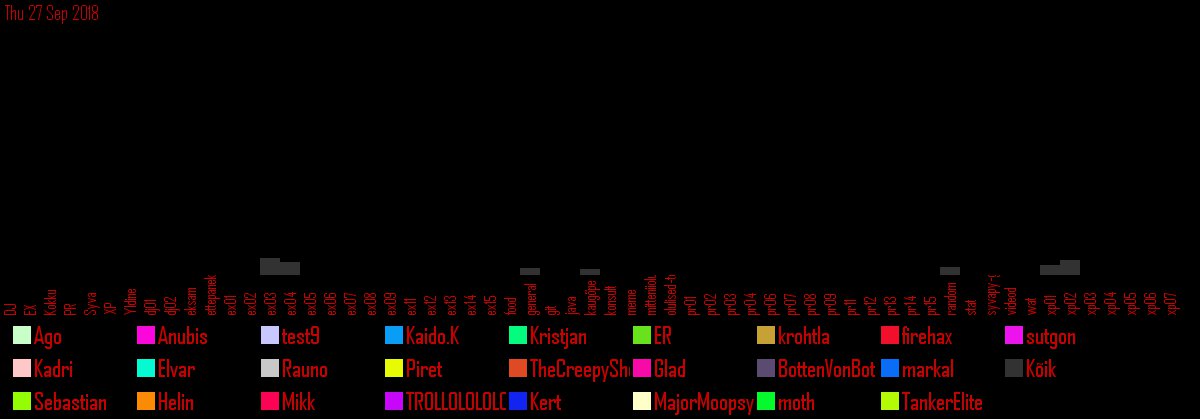 Thu 27 Sep 2018
DJ EX Kokku PR Syva XP Yldine dj01 dj02 eksam ettepanek ex01 ex02 ex03 ex04 ex05 ex06 ex07 ex08 ex09 ex11 ex12 ex13 ex14 ex15 food general git java kaugõpe konsult meme olulised-t pr01 pr02 pr03 pr04 pr06 pr07 pr08 pr09 pr11 pr12 pr13 pr14 pr15 random stat videod wat xp01 xp02 xp03 xp04 xp05 xp06 xp07
Ago Anubis test9 Kaido.K Kristjan ER krohtla firehax sutgon
Kadri Elvar Rauno Piret TheCreepySh Glad BottenVonBot markal Kõik
Sebastian Helin Mikk TROLLOLOLOLO Kert MajorMoopsy moth TankerElite